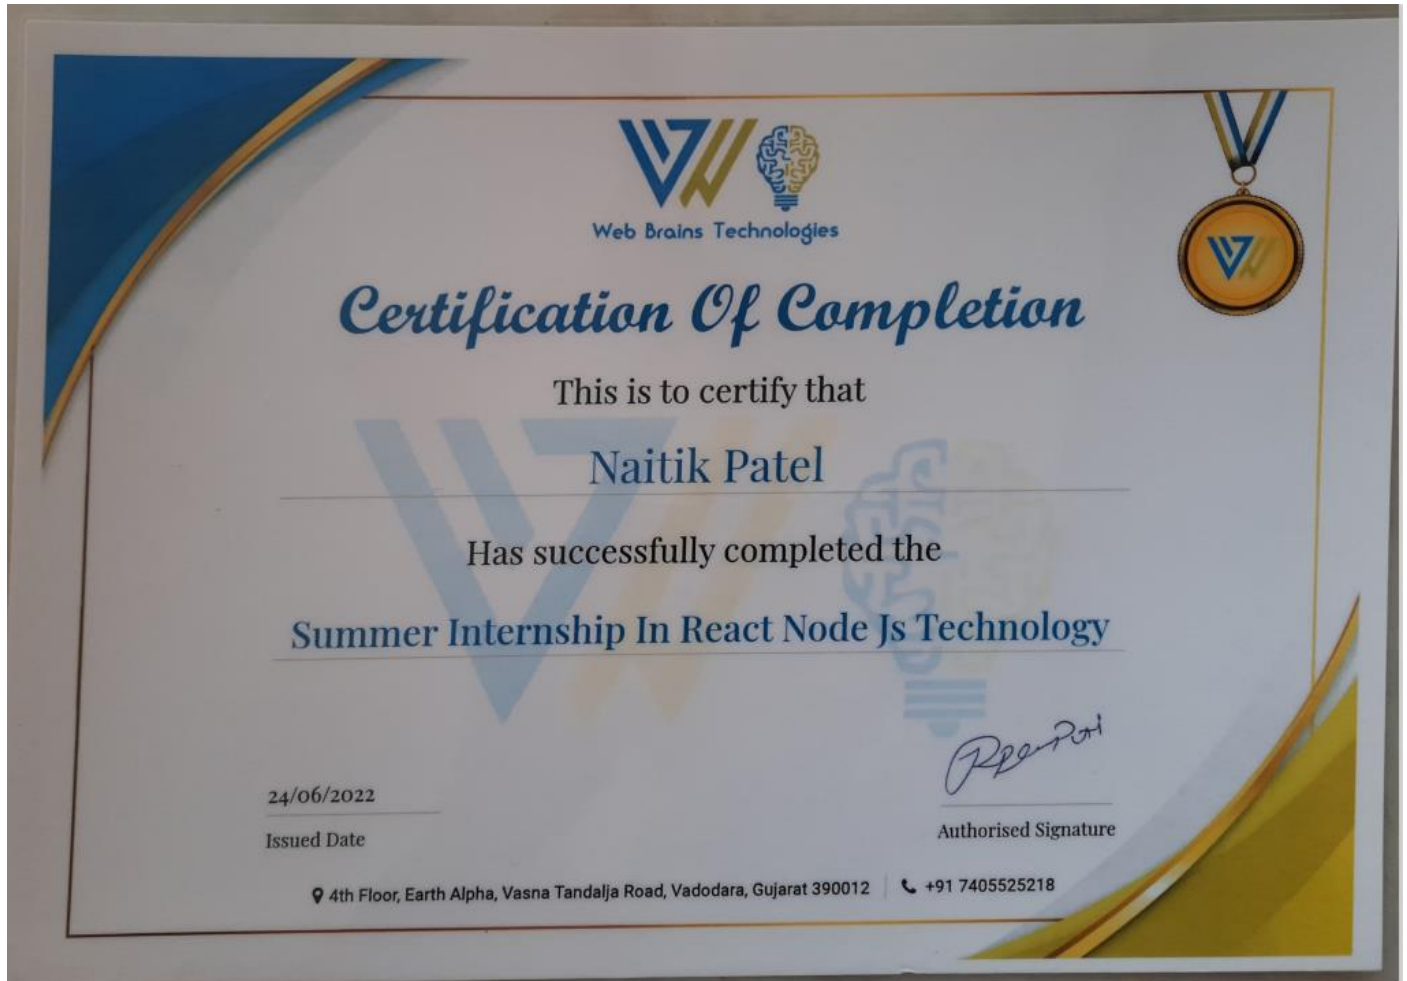 Web Brains Technologies
Certification Of Completion
This is to certify that
Naitik Patel
Has successfully completed the
Summer Internship In React Node Js Technology
24/06/2022
Issued Date
Authorised Signature
4th Floor, Earth Alpha, Vasna Tandalja Road, Vadodara, Gujarat 390012 +91 7405525218